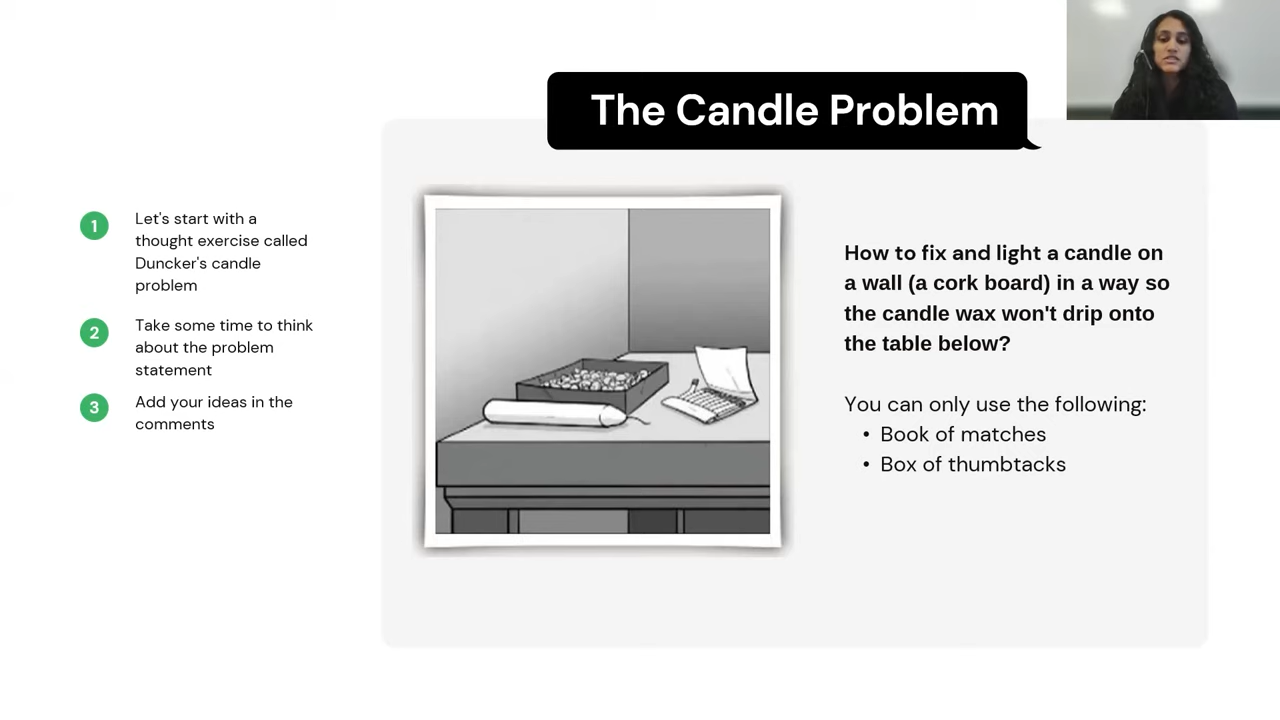 The Candle Problem
1
Let's start with a
thought exercise called
Duncker's candle
problem
2
Take some time to think
about the problem
statement
3
Add your ideas in the
comments
How to fix and light a candle on
a wall (a cork board) in a way so
the candle wax won't drip onto
the table below?
You can only use the following:
• Book of matches
• Box of thumbtacks